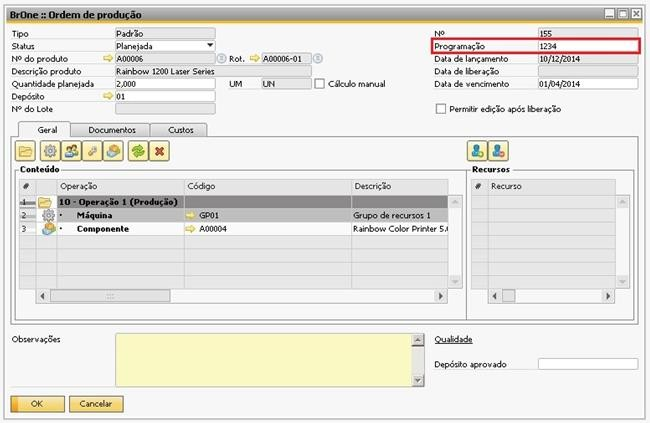 BrOne :: Ordem de produção
Tipo Padrão Nº 155
Status Planejada Programação 1234
Nº do produto A00006 Rot. A00006-01 Data de lançamento 10/12/2014
Descrição produto Rainbow 1200 Laser Series Data de liberação
Quantidade planejada 2,000 UM UN Cálculo manual Data de vencimento 01/04/2014
Depósito 01
Nº do Lote Permitir edição após liberação
Geral Documentos Custos
Conteúdo Recursos
# Operação Código Descrição # Recurso
1 10 - Operação 1 (Produção)
2 · Máquina GP01 Grupo de recursos 1
3 · Componente A00004 Rainbow Color Printer 5.
Observações Qualidade
Depósito aprovado
OK Cancelar